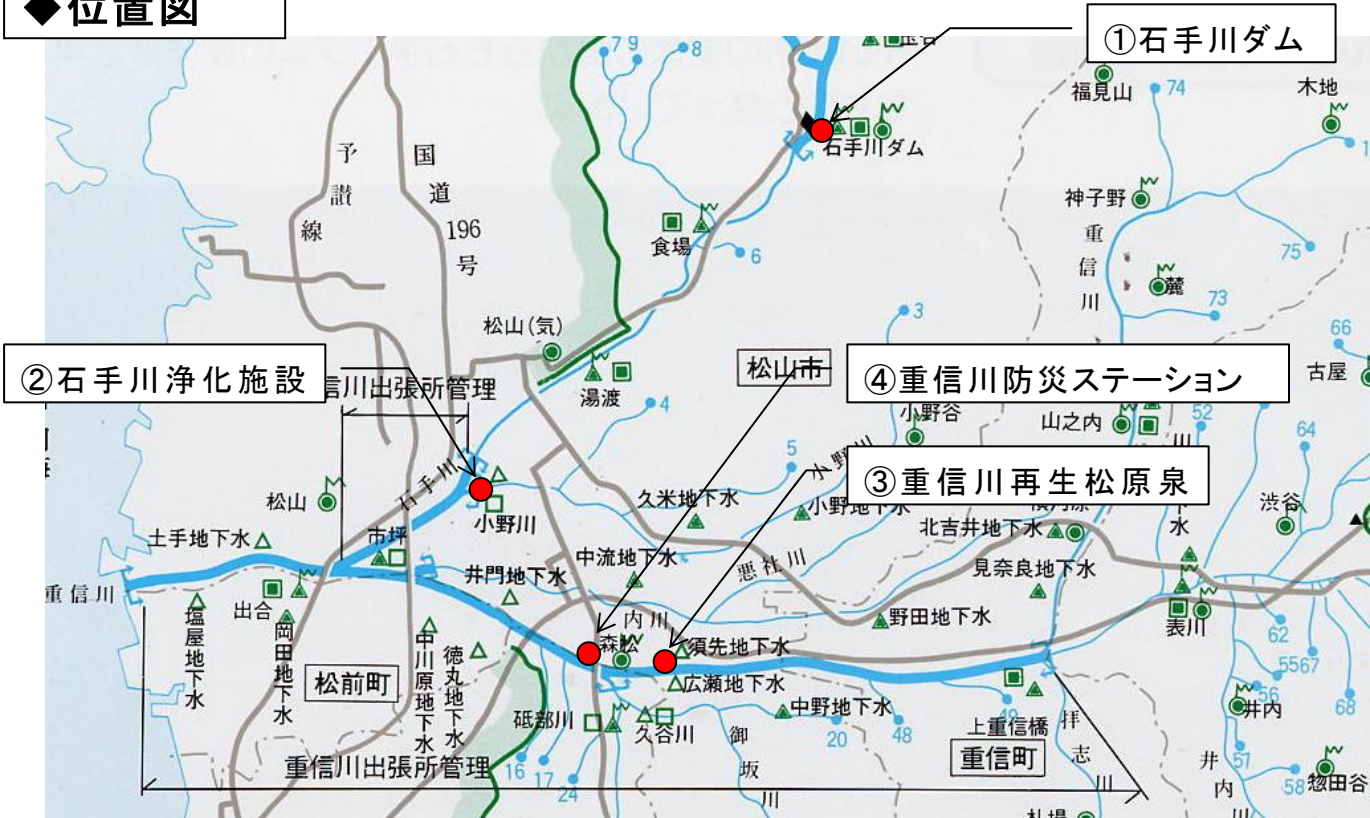 ◆位置図
①石手川ダム
7 9
8
74
福見山
木地
石手川ダム
予讃線
国道196号
神子野
重信川
食場
6
75
麓
73
3
66
松山(気)
古屋
②石手川浄化施設
信川出張所管理
松山市
④重信川防災ステーション
湯渡
4
小野谷
山之内
52
64
5
小野川
③重信川再生松原泉
石手川
松山
小野川
久米地下水
小野地下水
渋谷
北吉井地下水
土手地下水
市坪
中流地下水
悪社川
見奈良地下水
井門地下水
重信川
出合
塩屋地下水
岡田地下水
内川
野田地下水
表川
森松
須先地下水
62
松前町
中川原地下水
徳丸地下水
広瀬地下水
55
67
56
井内
68
砥部川
久谷川
中野地下水
49
上重信橋
拝志川
御坂川
20
48
重信町
重信川出張所管理
16
17
24
井内川
57
58
惣田谷